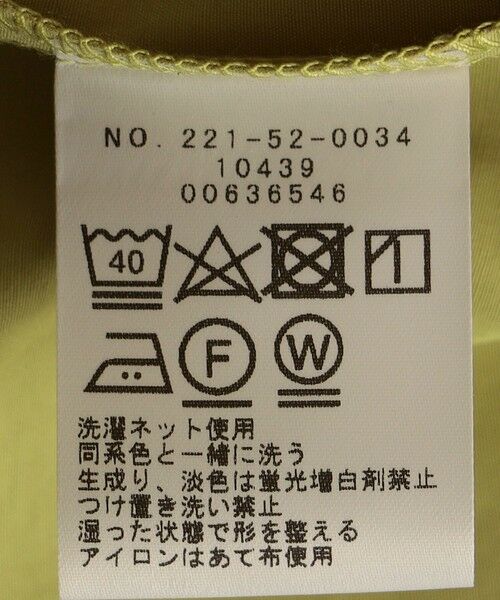 NO. 221-52-0034
10439
00636546
40
F
W
洗濯ネット使用
同系色と一緒に洗う
生成り、淡色は蛍光増白剤禁止
つけ置き洗い禁止
湿った状態で形を整える
アイロンはあて布使用